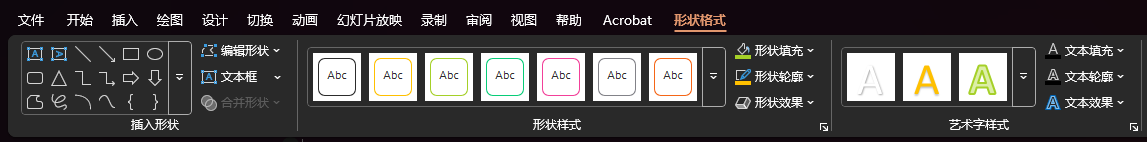 文件 开始 插入 绘图 设计 切换 动画 幻灯片放映 录制 审阅 视图 帮助 Acrobat 形状格式
A A 编辑形状 Abc Abc Abc Abc Abc Abc Abc 形状填充 A A A A 文本填充
A 文本框 形状轮廓 A 文本轮廓
合并形状 形状效果 A 文本效果
插入形状 形状样式 艺术字样式